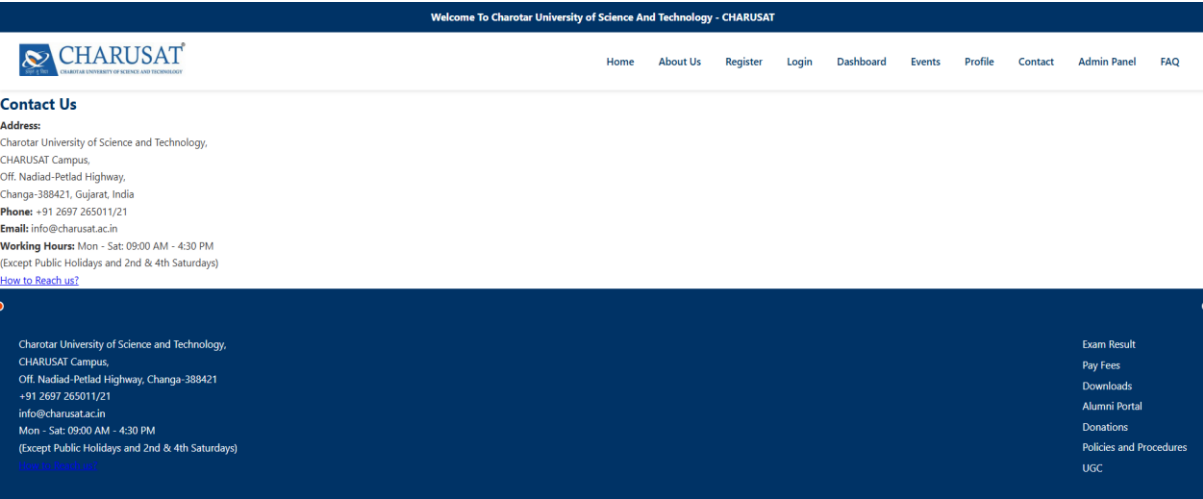 Welcome To Charotar University of Science And Technology - CHARUSAT
CHARUSAT®
CHAROTAR UNIVERSITY OF SCIENCE AND TECHNOLOGY
Home About Us Register Login Dashboard Events Profile Contact Admin Panel FAQ
Contact Us
Address:
Charotar University of Science and Technology,
CHARUSAT Campus,
Off. Nadiad-Petlad Highway,
Changa-388421, Gujarat, India
Phone: +91 2697 265011/21
Email: info@charusat.ac.in
Working Hours: Mon - Sat: 09:00 AM - 4:30 PM
(Except Public Holidays and 2nd & 4th Saturdays)
How to Reach us?
Charotar University of Science and Technology,
CHARUSAT Campus,
Off. Nadiad-Petlad Highway, Changa-388421
+91 2697 265011/21
info@charusat.ac.in
Mon - Sat: 09:00 AM - 4:30 PM
(Except Public Holidays and 2nd & 4th Saturdays)
How to Reach us?
Exam Result
Pay Fees
Downloads
Alumni Portal
Donations
Policies and Procedures
UGC